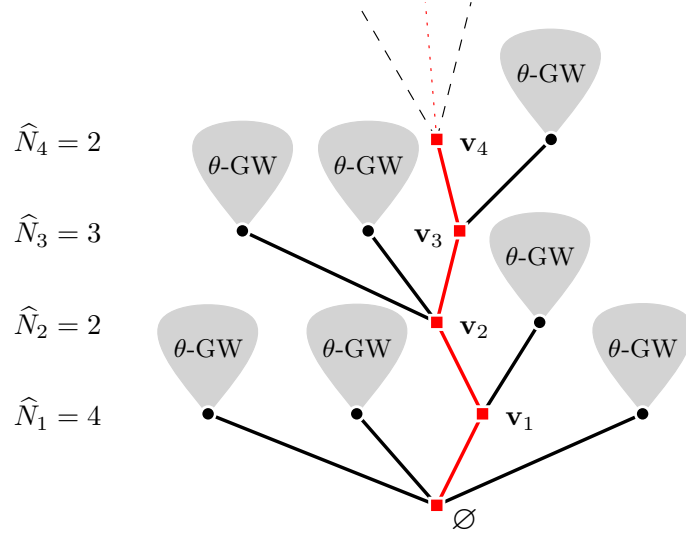 θ-GW
N̂₄ = 2 v₄
θ-GW θ-GW
N̂₃ = 3 v₃ θ-GW
N̂₂ = 2 v₂
θ-GW θ-GW θ-GW
N̂₁ = 4 v₁
∅